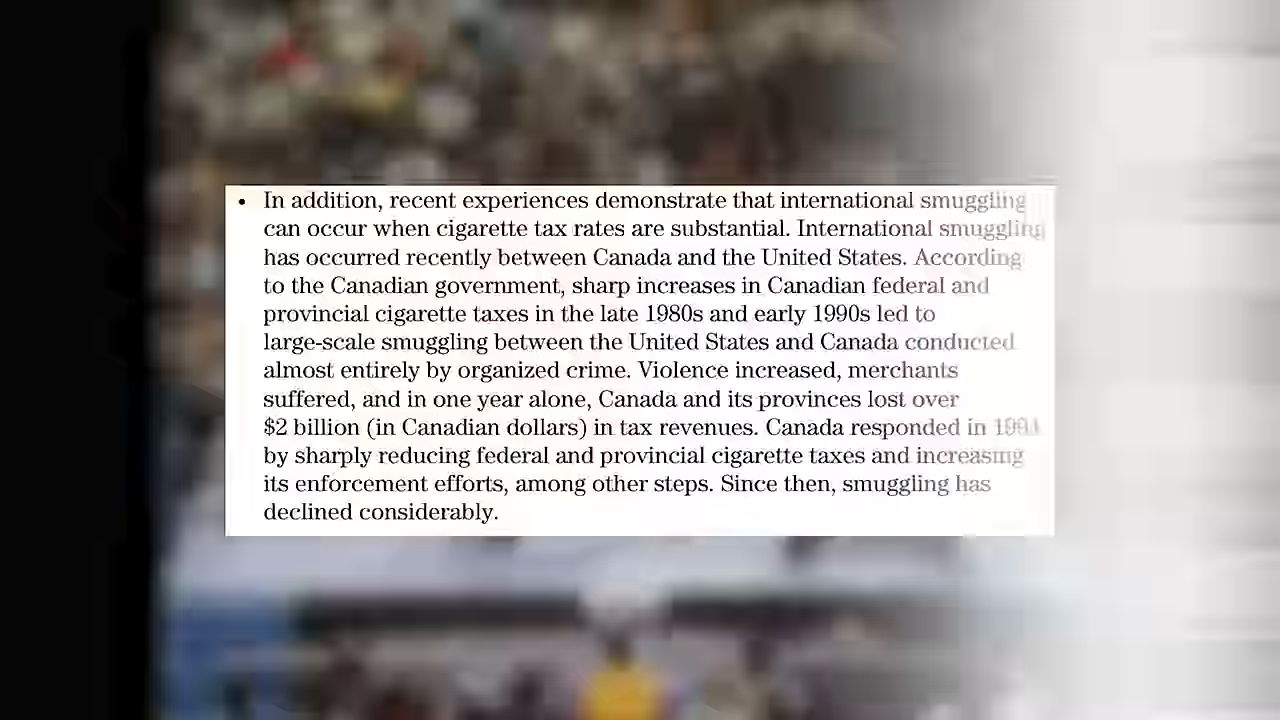 • In addition, recent experiences demonstrate that international smuggling
can occur when cigarette tax rates are substantial. International smuggling
has occurred recently between Canada and the United States. According
to the Canadian government, sharp increases in Canadian federal and
provincial cigarette taxes in the late 1980s and early 1990s led to
large-scale smuggling between the United States and Canada conducted
almost entirely by organized crime. Violence increased, merchants
suffered, and in one year alone, Canada and its provinces lost over
$2 billion (in Canadian dollars) in tax revenues. Canada responded in
by sharply reducing federal and provincial cigarette taxes and increasing
its enforcement efforts, among other steps. Since then, smuggling has
declined considerably.